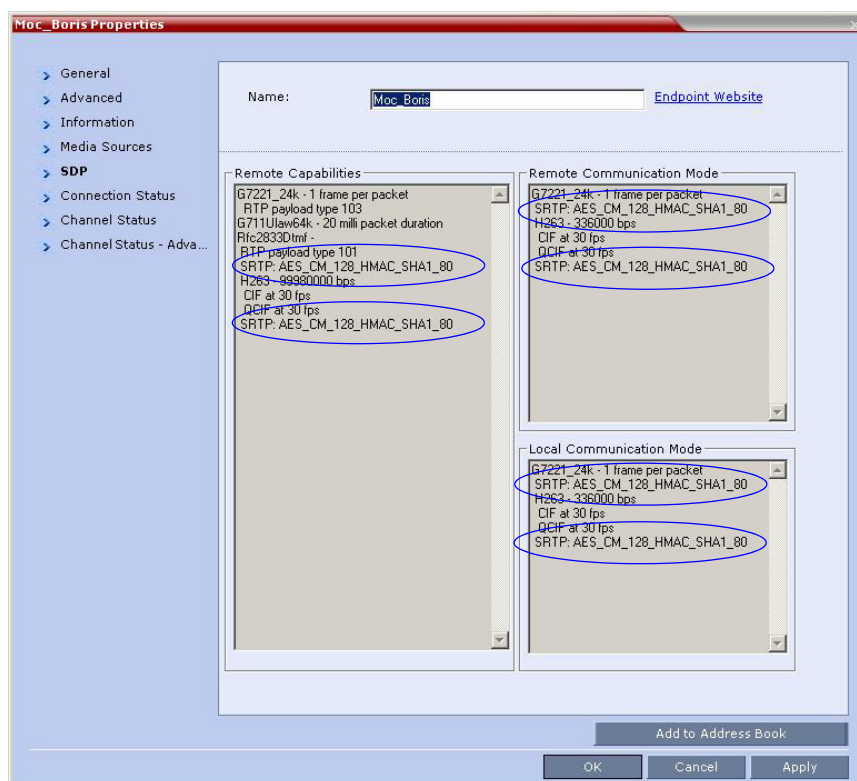 Moc_Boris Properties
General
Advanced
Information
Media Sources
SDP
Connection Status
Channel Status
Channel Status - Adva...
Name:
Moc_Boris
Endpoint Website
Remote Capabilities
G7221_24k - 1 frame per packet
RTP payload type 103
G711Ulaw64k - 20 milli packet duration
Rfc2833Dtmf -
RTP payload type 101
SRTP: AES_CM_128_HMAC_SHA1_80
H263 - 99980000 bps
CIF at 30 fps
QCIF at 30 fps
SRTP: AES_CM_128_HMAC_SHA1_80
Remote Communication Mode
G7221_24k - 1 frame per packet
SRTP: AES_CM_128_HMAC_SHA1_80
H263 - 336000 bps
CIF at 30 fps
QCIF at 30 fps
SRTP: AES_CM_128_HMAC_SHA1_80
Local Communication Mode
G7221_24k - 1 frame per packet
SRTP: AES_CM_128_HMAC_SHA1_80
H263 - 336000 bps
CIF at 30 fps
QCIF at 30 fps
SRTP: AES_CM_128_HMAC_SHA1_80
Add to Address Book
OK
Cancel
Apply